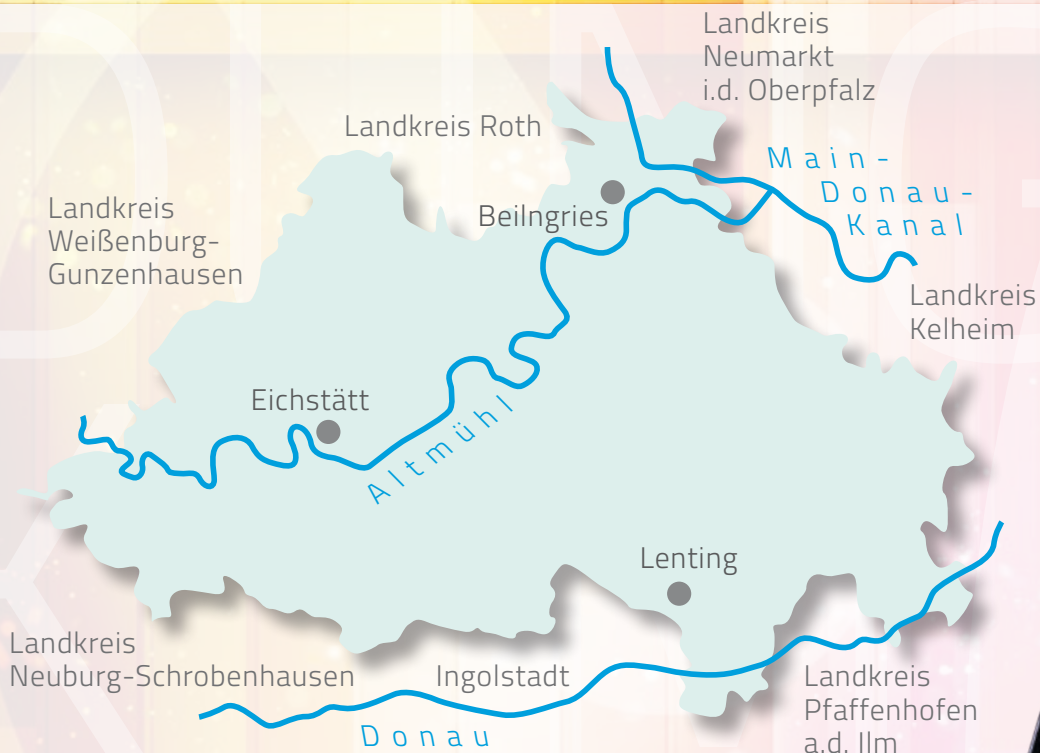 Landkreis
Neumarkt
i.d. Oberpfalz
Landkreis Roth
Main-
Donau-
Kanal
Landkreis
Weißenburg-
Gunzenhausen
Beilngries
Landkreis
Kelheim
Eichstätt
Altmühl
Lenting
Landkreis
Neuburg-Schrobenhausen
Ingolstadt
Landkreis
Pfaffenhofen
a.d. Ilm
Donau